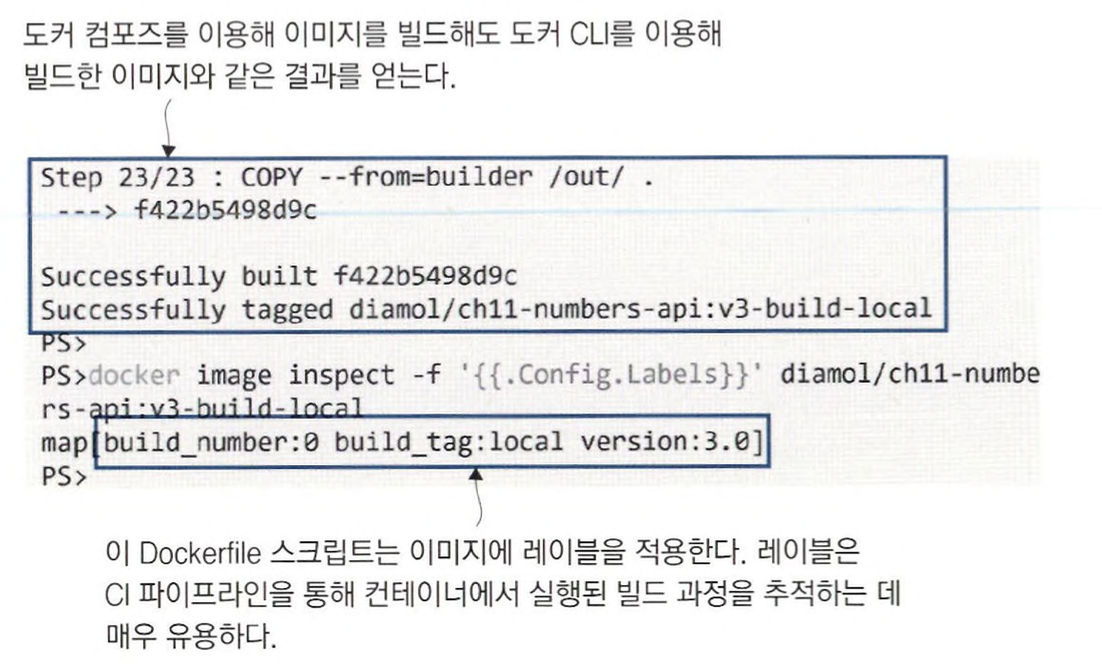 도커 컴포즈를 이용해 이미지를 빌드해도 도커 CLI를 이용해
빌드한 이미지와 같은 결과를 얻는다.
Step 23/23 : COPY --from=builder /out/ .
 ---> f422b5498d9c
Successfully built f422b5498d9c
Successfully tagged diamol/ch11-numbers-api:v3-build-local
PS>
PS>docker image inspect -f '{{.Config.Labels}}' diamol/ch11-numbe
rs-api:v3-build-local
map[build_number:0 build_tag:local version:3.0]
PS>
이 Dockerfile 스크립트는 이미지에 레이블을 적용한다. 레이블은
CI 파이프라인을 통해 컨테이너에서 실행된 빌드 과정을 추적하는 데
매우 유용하다.